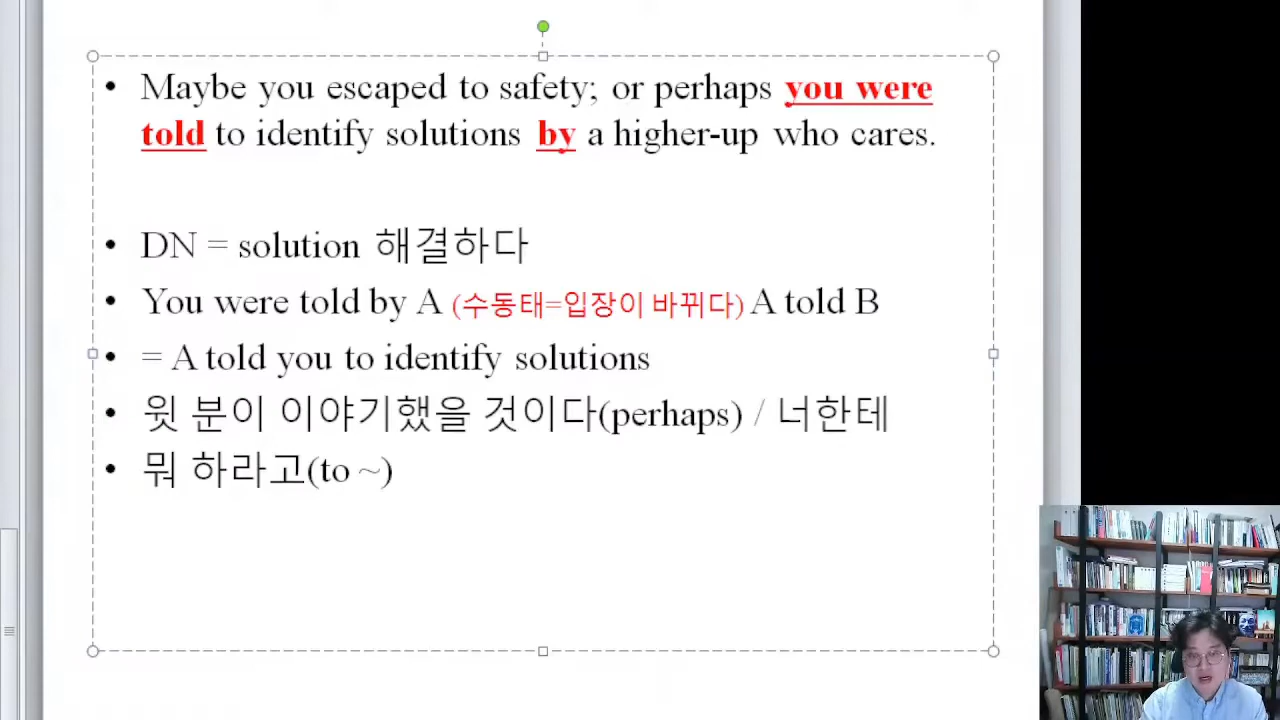 • Maybe you escaped to safety; or perhaps you were
told to identify solutions by a higher-up who cares.
• DN = solution 해결하다
• You were told by A (수동태=입장이 바뀌다) A told B
• = A told you to identify solutions
• 윗 분이 이야기했을 것이다(perhaps) / 너한테
• 뭐 하라고(to ~)